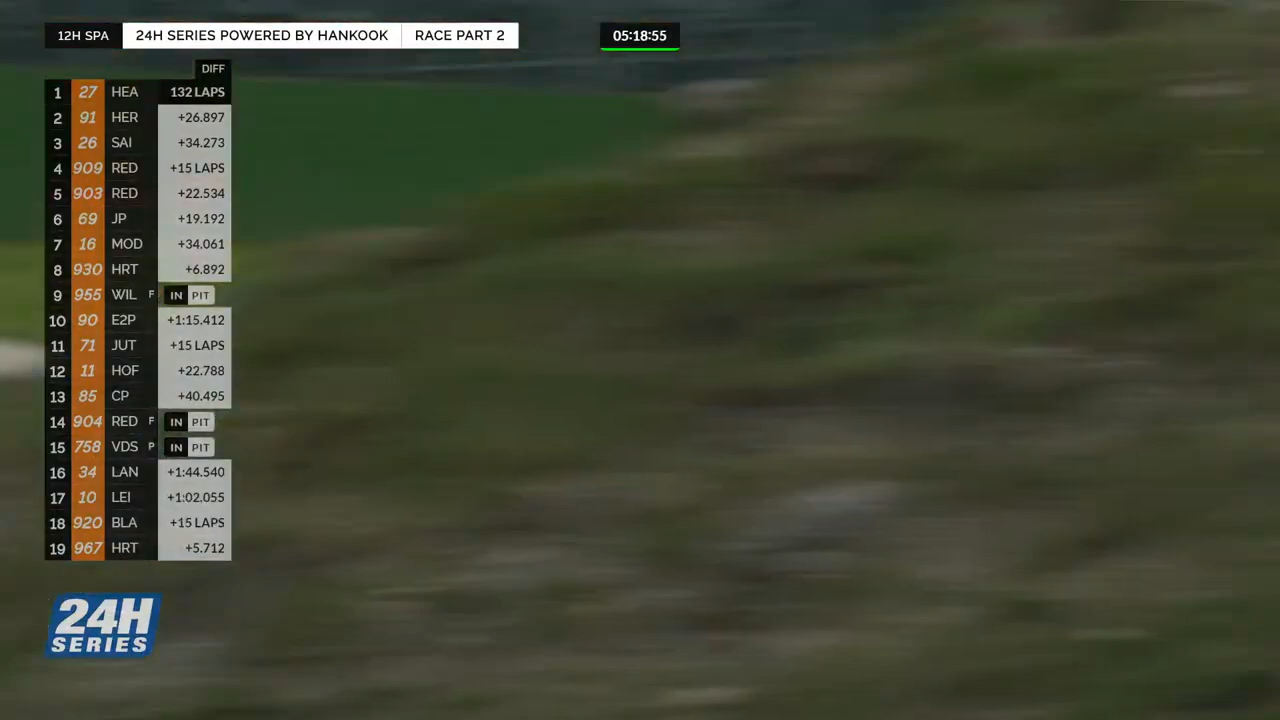 12H SPA 24H SERIES POWERED BY HANKOOK RACE PART 2 05:18:55
DIFF
1 27 HEA 132 LAPS
2 91 HER +26.897
3 26 SAI +34.273
4 909 RED +15 LAPS
5 903 RED +22.534
6 69 JP +19.192
7 16 MOD +34.061
8 930 HRT +6.892
9 955 WIL F IN PIT
10 90 E2P +1:15.412
11 71 JUT +15 LAPS
12 11 HOF +22.788
13 85 CP +40.495
14 904 RED F IN PIT
15 758 VDS P IN PIT
16 34 LAN +1:44.540
17 10 LEI +1:02.055
18 920 BLA +15 LAPS
19 967 HRT +5.712
24H
SERIES